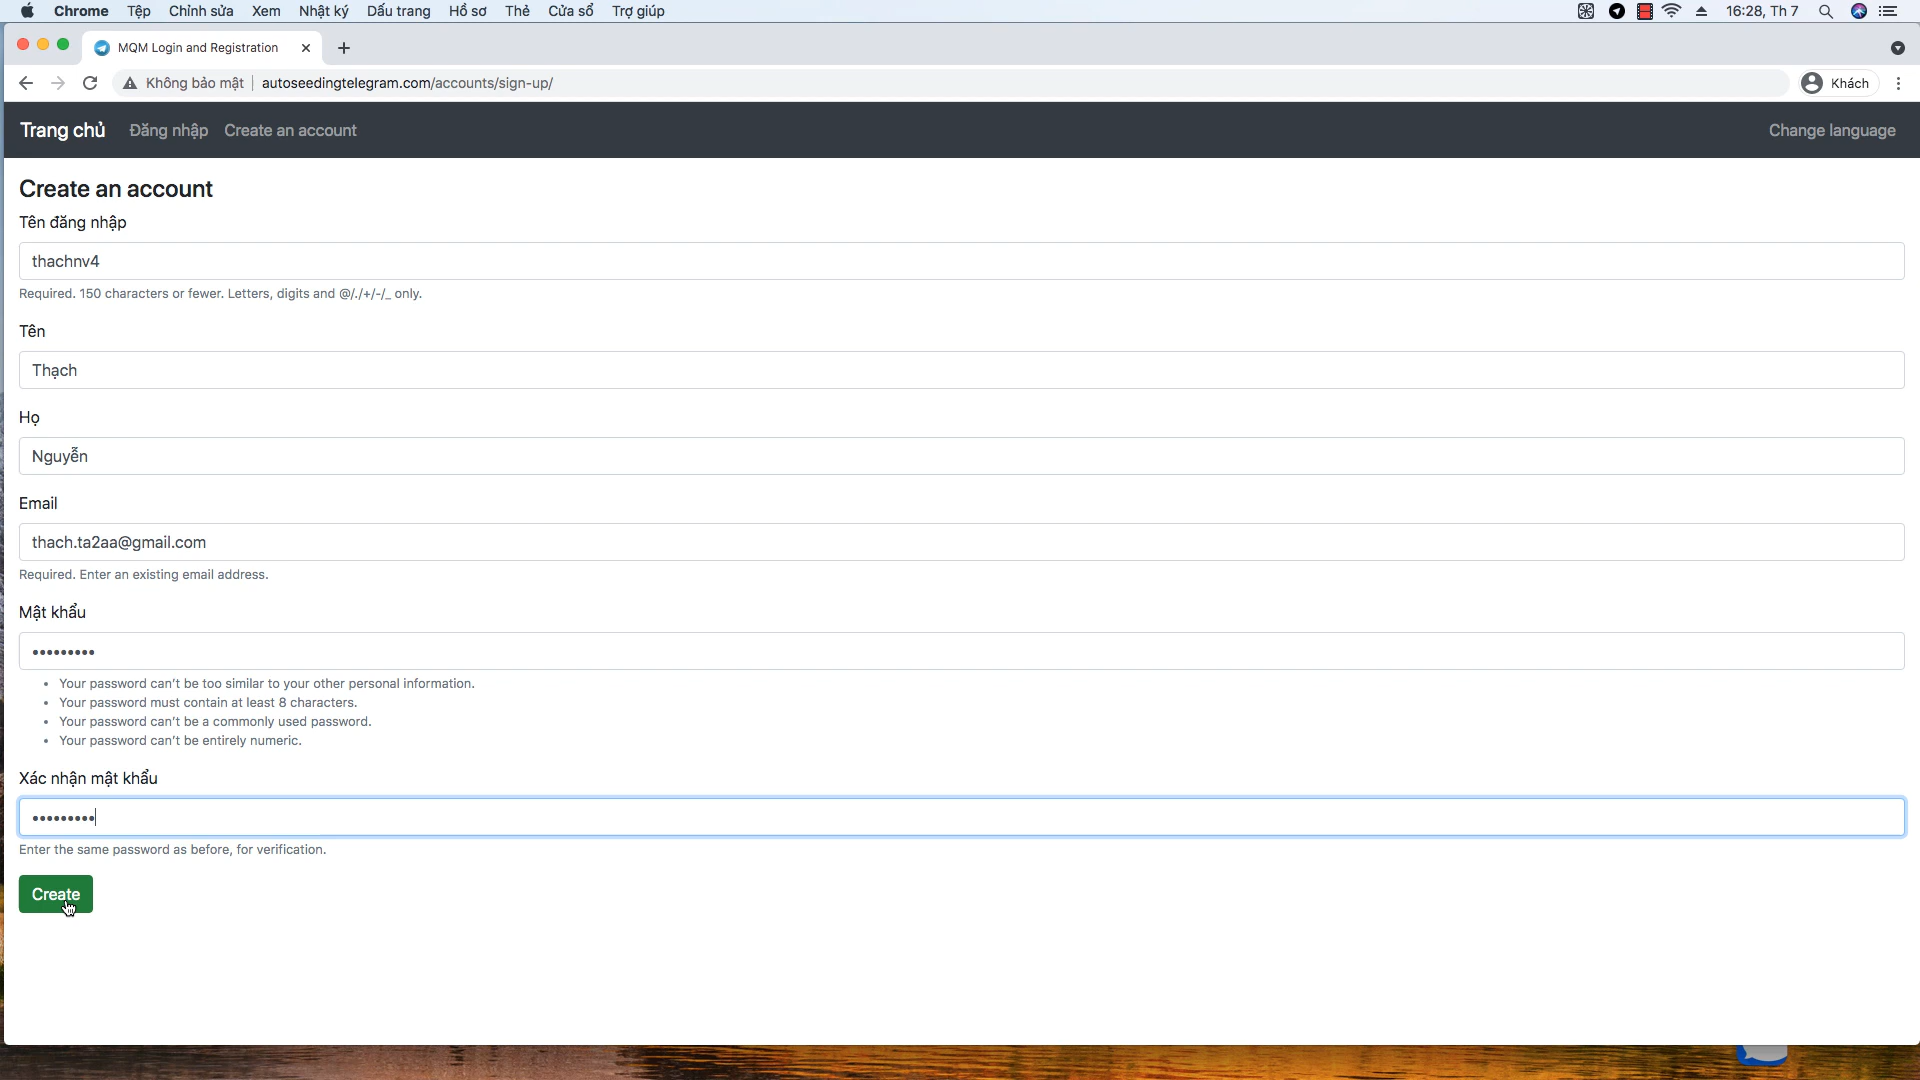 Chrome Tệp Chỉnh sửa Xem Nhật ký Dấu trang Hồ sơ Thẻ Cửa sổ Trợ giúp 16:28, Th 7
MQM Login and Registration
Không bảo mật autoseedingtelegram.com/accounts/sign-up/ Khách
Trang chủ Đăng nhập Create an account Change language
Create an account
Tên đăng nhập
thachnv4
Required. 150 characters or fewer. Letters, digits and @/./+/-/_ only.
Tên
Thạch
Họ
Nguyễn
Email
thach.ta2aa@gmail.com
Required. Enter an existing email address.
Mật khẩu
•••••••••
• Your password can't be too similar to your other personal information.
• Your password must contain at least 8 characters.
• Your password can't be a commonly used password.
• Your password can't be entirely numeric.
Xác nhận mật khẩu
•••••••••
Enter the same password as before, for verification.
Create